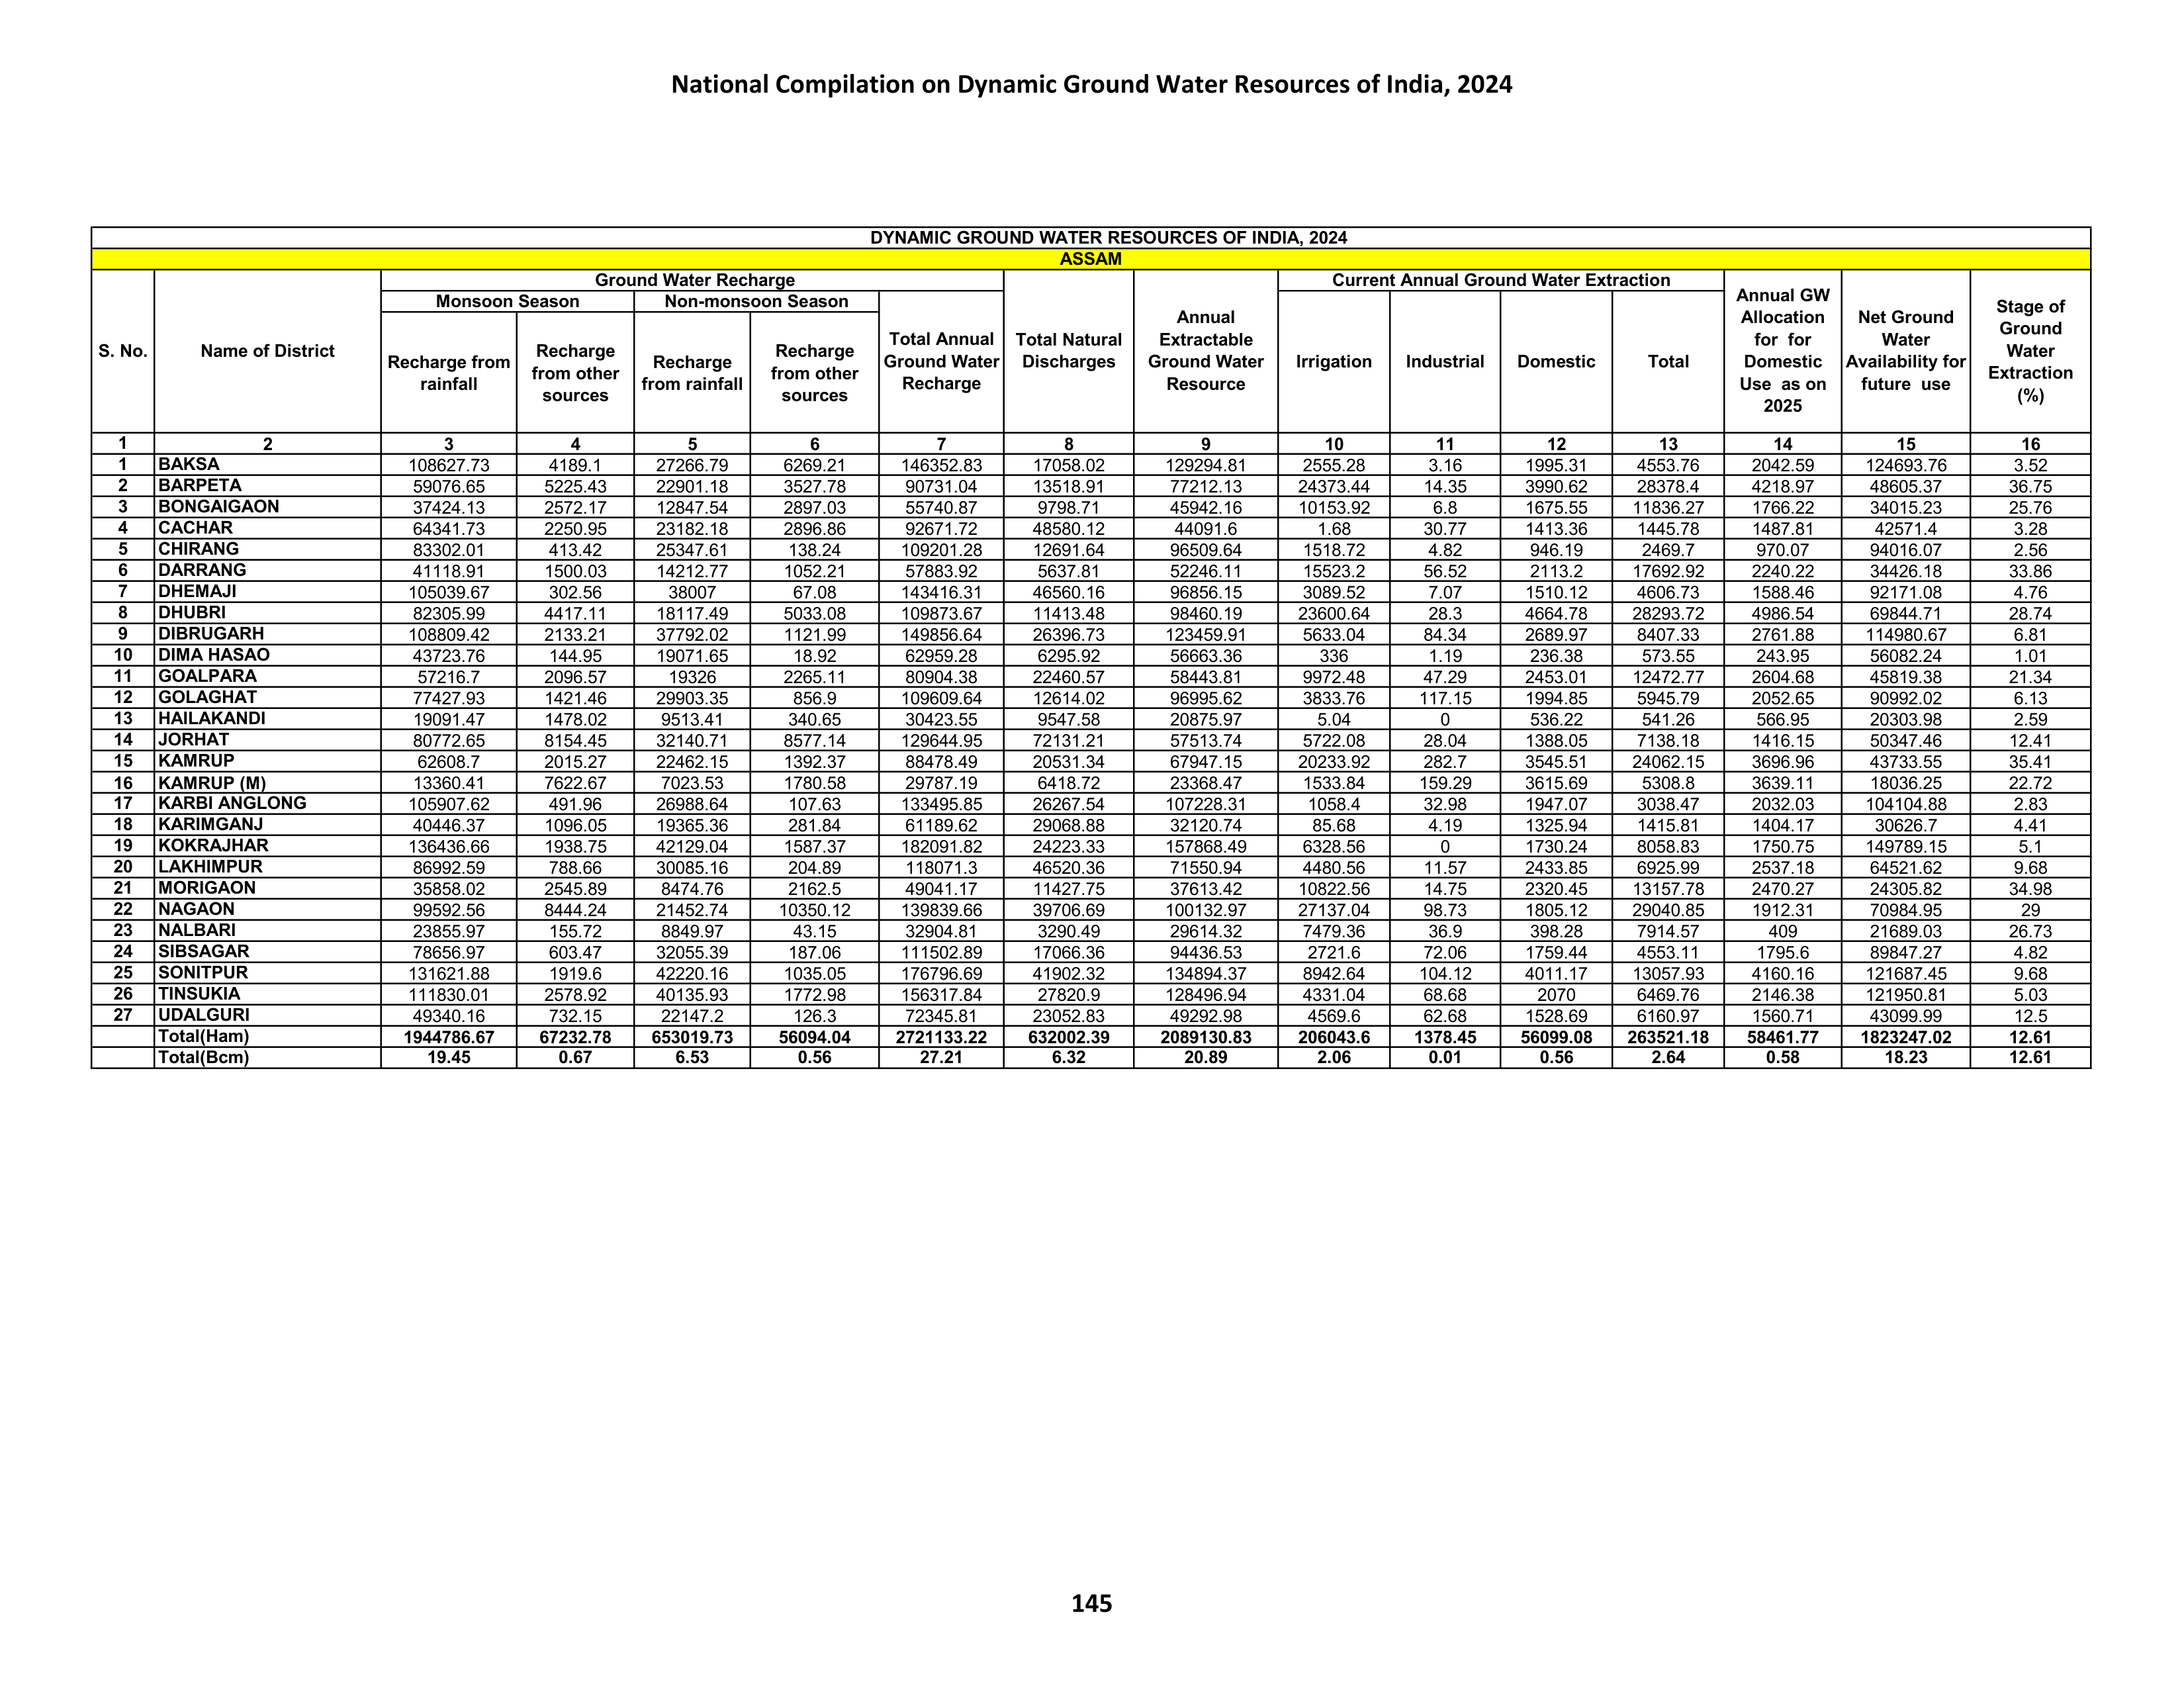 National Compilation on Dynamic Ground Water Resources of India, 2024
DYNAMIC GROUND WATER RESOURCES OF INDIA, 2024
ASSAM
S. No. Name of District Ground Water Recharge Total Natural Discharges Annual Extractable Ground Water Resource Current Annual Ground Water Extraction Annual GW Allocation for for Domestic Use as on 2025 Net Ground Water Availability for future use Stage of Ground Water Extraction (%)
Monsoon Season Non-monsoon Season Total Annual Ground Water Recharge Irrigation Industrial Domestic Total
Recharge from rainfall Recharge from other sources Recharge from rainfall Recharge from other sources
1 2 3 4 5 6 7 8 9 10 11 12 13 14 15 16
1 BAKSA 108627.73 4189.1 27266.79 6269.21 146352.83 17058.02 129294.81 2555.28 3.16 1995.31 4553.76 2042.59 124693.76 3.52
2 BARPETA 59076.65 5225.43 22901.18 3527.78 90731.04 13518.91 77212.13 24373.44 14.35 3990.62 28378.4 4218.97 48605.37 36.75
3 BONGAIGAON 37424.13 2572.17 12847.54 2897.03 55740.87 9798.71 45942.16 10153.92 6.8 1675.55 11836.27 1766.22 34015.23 25.76
4 CACHAR 64341.73 2250.95 23182.18 2896.86 92671.72 48580.12 44091.6 1.68 30.77 1413.36 1445.78 1487.81 42571.4 3.28
5 CHIRANG 83302.01 413.42 25347.61 138.24 109201.28 12691.64 96509.64 1518.72 4.82 946.19 2469.7 970.07 94016.07 2.56
6 DARRANG 41118.91 1500.03 14212.77 1052.21 57883.92 5637.81 52246.11 15523.2 56.52 2113.2 17692.92 2240.22 34426.18 33.86
7 DHEMAJI 105039.67 302.56 38007 67.08 143416.31 46560.16 96856.15 3089.52 7.07 1510.12 4606.73 1588.46 92171.08 4.76
8 DHUBRI 82305.99 4417.11 18117.49 5033.08 109873.67 11413.48 98460.19 23600.64 28.3 4664.78 28293.72 4986.54 69844.71 28.74
9 DIBRUGARH 108809.42 2133.21 37792.02 1121.99 149856.64 26396.73 123459.91 5633.04 84.34 2689.97 8407.33 2761.88 114980.67 6.81
10 DIMA HASAO 43723.76 144.95 19071.65 18.92 62959.28 6295.92 56663.36 336 1.19 236.38 573.55 243.95 56082.24 1.01
11 GOALPARA 57216.7 2096.57 19326 2265.11 80904.38 22460.57 58443.81 9972.48 47.29 2453.01 12472.77 2604.68 45819.38 21.34
12 GOLAGHAT 77427.93 1421.46 29903.35 856.9 109609.64 12614.02 96995.62 3833.76 117.15 1994.85 5945.79 2052.65 90992.02 6.13
13 HAILAKANDI 19091.47 1478.02 9513.41 340.65 30423.55 9547.58 20875.97 5.04 0 536.22 541.26 566.95 20303.98 2.59
14 JORHAT 80772.65 8154.45 32140.71 8577.14 129644.95 72131.21 57513.74 5722.08 28.04 1388.05 7138.18 1416.15 50347.46 12.41
15 KAMRUP 62608.7 2015.27 22462.15 1392.37 88478.49 20531.34 67947.15 20233.92 282.7 3545.51 24062.15 3696.96 43733.55 35.41
16 KAMRUP (M) 13360.41 7622.67 7023.53 1780.58 29787.19 6418.72 23368.47 1533.84 159.29 3615.69 5308.8 3639.11 18036.25 22.72
17 KARBI ANGLONG 105907.62 491.96 26988.64 107.63 133495.85 26267.54 107228.31 1058.4 32.98 1947.07 3038.47 2032.03 104104.88 2.83
18 KARIMGANJ 40446.37 1096.05 19365.36 281.84 61189.62 29068.88 32120.74 85.68 4.19 1325.94 1415.81 1404.17 30626.7 4.41
19 KOKRAJHAR 136436.66 1938.75 42129.04 1587.37 182091.82 24223.33 157868.49 6328.56 0 1730.24 8058.83 1750.75 149789.15 5.1
20 LAKHIMPUR 86992.59 788.66 30085.16 204.89 118071.3 46520.36 71550.94 4480.56 11.57 2433.85 6925.99 2537.18 64521.62 9.68
21 MORIGAON 35858.02 2545.89 8474.76 2162.5 49041.17 11427.75 37613.42 10822.56 14.75 2320.45 13157.78 2470.27 24305.82 34.98
22 NAGAON 99592.56 8444.24 21452.74 10350.12 139839.66 39706.69 100132.97 27137.04 98.73 1805.12 29040.85 1912.31 70984.95 29
23 NALBARI 23855.97 155.72 8849.97 43.15 32904.81 3290.49 29614.32 7479.36 36.9 398.28 7914.57 409 21689.03 26.73
24 SIBSAGAR 78656.97 603.47 32055.39 187.06 111502.89 17066.36 94436.53 2721.6 72.06 1759.44 4553.11 1795.6 89847.27 4.82
25 SONITPUR 131621.88 1919.6 42220.16 1035.05 176796.69 41902.32 134894.37 8942.64 104.12 4011.17 13057.93 4160.16 121687.45 9.68
26 TINSUKIA 111830.01 2578.92 40135.93 1772.98 156317.84 27820.9 128496.94 4331.04 68.68 2070 6469.76 2146.38 121950.81 5.03
27 UDALGURI 49340.16 732.15 22147.2 126.3 72345.81 23052.83 49292.98 4569.6 62.68 1528.69 6160.97 1560.71 43099.99 12.5
Total(Ham) 1944786.67 67232.78 653019.73 56094.04 2721133.22 632002.39 2089130.83 206043.6 1378.45 56099.08 263521.18 58461.77 1823247.02 12.61
Total(Bcm) 19.45 0.67 6.53 0.56 27.21 6.32 20.89 2.06 0.01 0.56 2.64 0.58 18.23 12.61
145